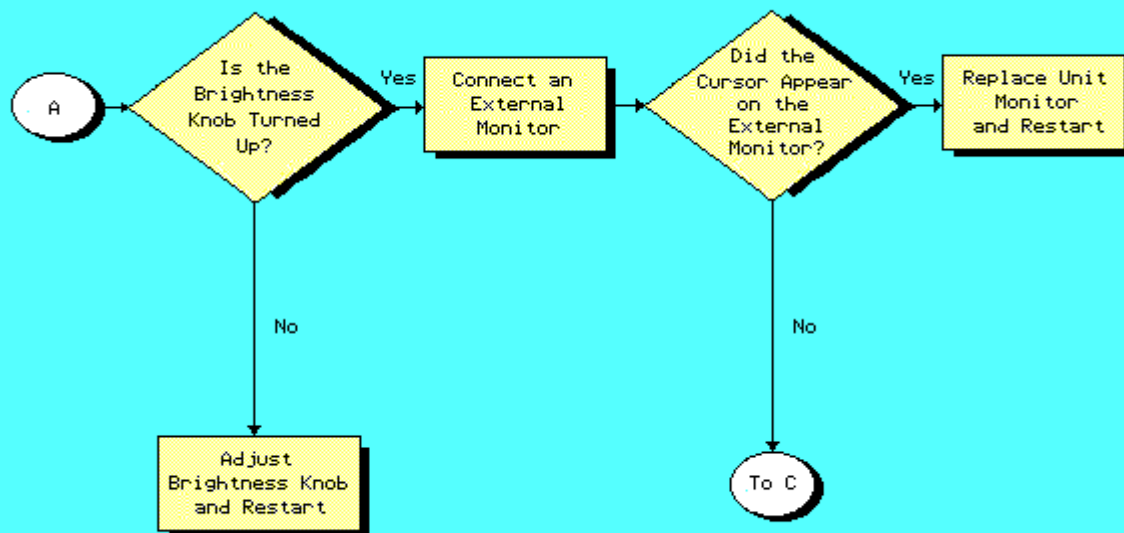 A
Is the
Brightness
Knob Turned
Up?
Yes
Connect an
External
Monitor
Did the
Cursor Appear
on the
External
Monitor?
Yes
Replace Unit
Monitor
and Restart
No
No
Adjust
Brightness Knob
and Restart
To C